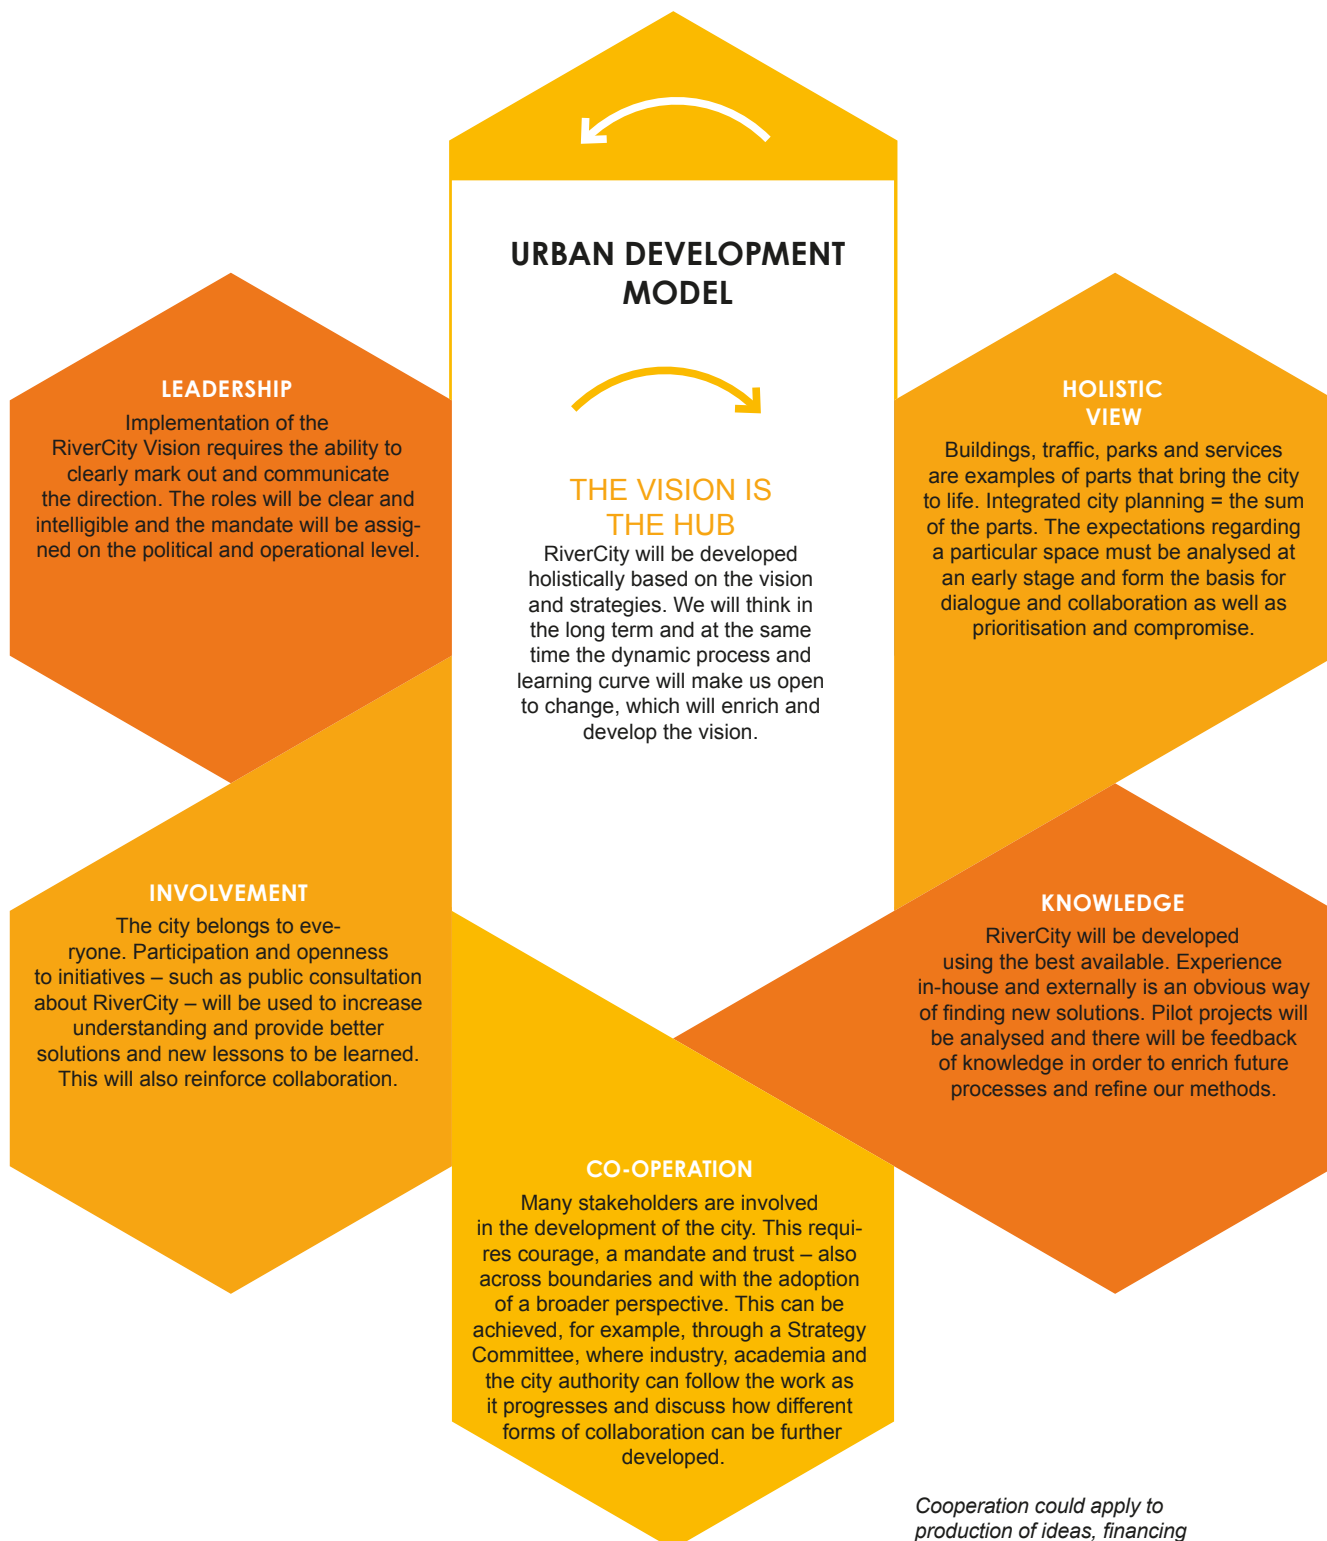 URBAN DEVELOPMENT
MODEL
THE VISION IS
THE HUB
RiverCity will be developed
holistically based on the vision
and strategies. We will think in
the long term and at the same
time the dynamic process and
learning curve will make us open
to change, which will enrich and
develop the vision.
LEADERSHIP
Implementation of the
RiverCity Vision requires the ability to
clearly mark out and communicate
the direction. The roles will be clear and
intelligible and the mandate will be assig-
ned on the political and operational level.
HOLISTIC
VIEW
Buildings, traffic, parks and services
are examples of parts that bring the city
to life. Integrated city planning = the sum
of the parts. The expectations regarding
a particular space must be analysed at
an early stage and form the basis for
dialogue and collaboration as well as
prioritisation and compromise.
INVOLVEMENT
The city belongs to eve-
ryone. Participation and openness
to initiatives – such as public consultation
about RiverCity – will be used to increase
understanding and provide better
solutions and new lessons to be learned.
This will also reinforce collaboration.
KNOWLEDGE
RiverCity will be developed
using the best available. Experience
in-house and externally is an obvious way
of finding new solutions. Pilot projects will
be analysed and there will be feedback
of knowledge in order to enrich future
processes and refine our methods.
CO-OPERATION
Many stakeholders are involved
in the development of the city. This requi-
res courage, a mandate and trust – also
across boundaries and with the adoption
of a broader perspective. This can be
achieved, for example, through a Strategy
Committee, where industry, academia and
the city authority can follow the work as
it progresses and discuss how different
forms of collaboration can be further
developed.
Cooperation could apply to
production of ideas, financing